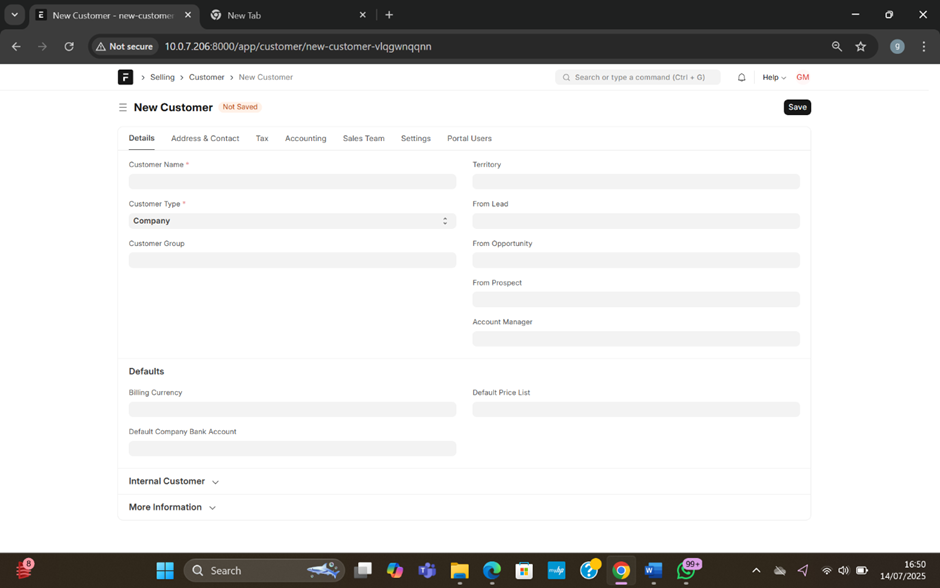 New Customer - new-customer
New Tab
Not secure
10.0.7.206:8000/app/customer/new-customer-vlqgwnqqnn
g
Selling > Customer > New Customer
Search or type a command (Ctrl + G)
Help
GM
New Customer
Not Saved
Save
Details
Address & Contact
Tax
Accounting
Sales Team
Settings
Portal Users
Customer Name *
Territory
Customer Type *
From Lead
Company
Customer Group
From Opportunity
From Prospect
Account Manager
Defaults
Billing Currency
Default Price List
Default Company Bank Account
Internal Customer
More Information
8
Search
99+
16:50
14/07/2025